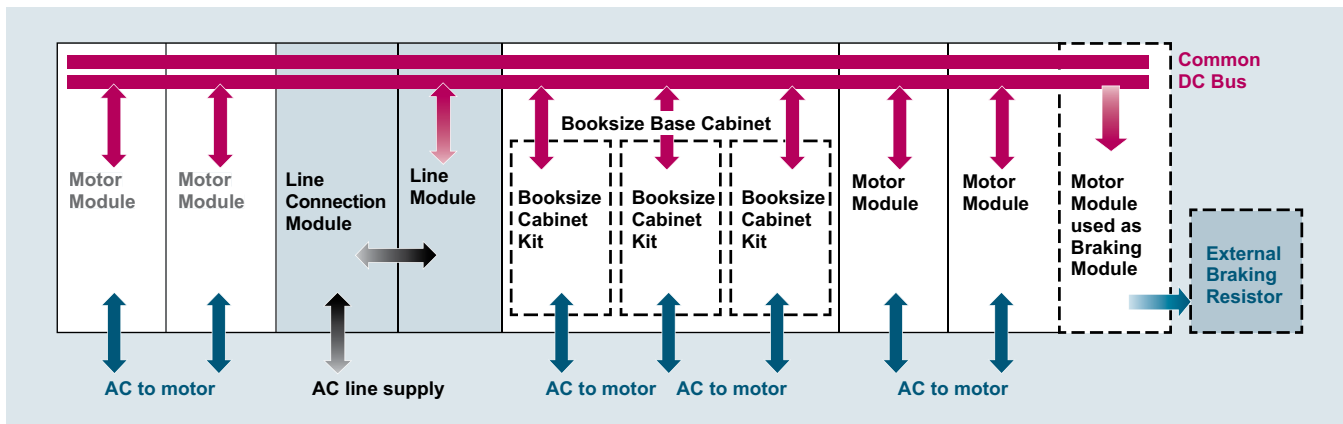 Common
DC Bus
Booksize Base Cabinet
Motor
Module
Motor
Module
Line
Connection
Module
Line
Module
Booksize
Cabinet
Kit
Booksize
Cabinet
Kit
Booksize
Cabinet
Kit
Motor
Module
Motor
Module
Motor
Module
used as
Braking
Module
External
Braking
Resistor
AC to motor
AC line supply
AC to motor
AC to motor
AC to motor